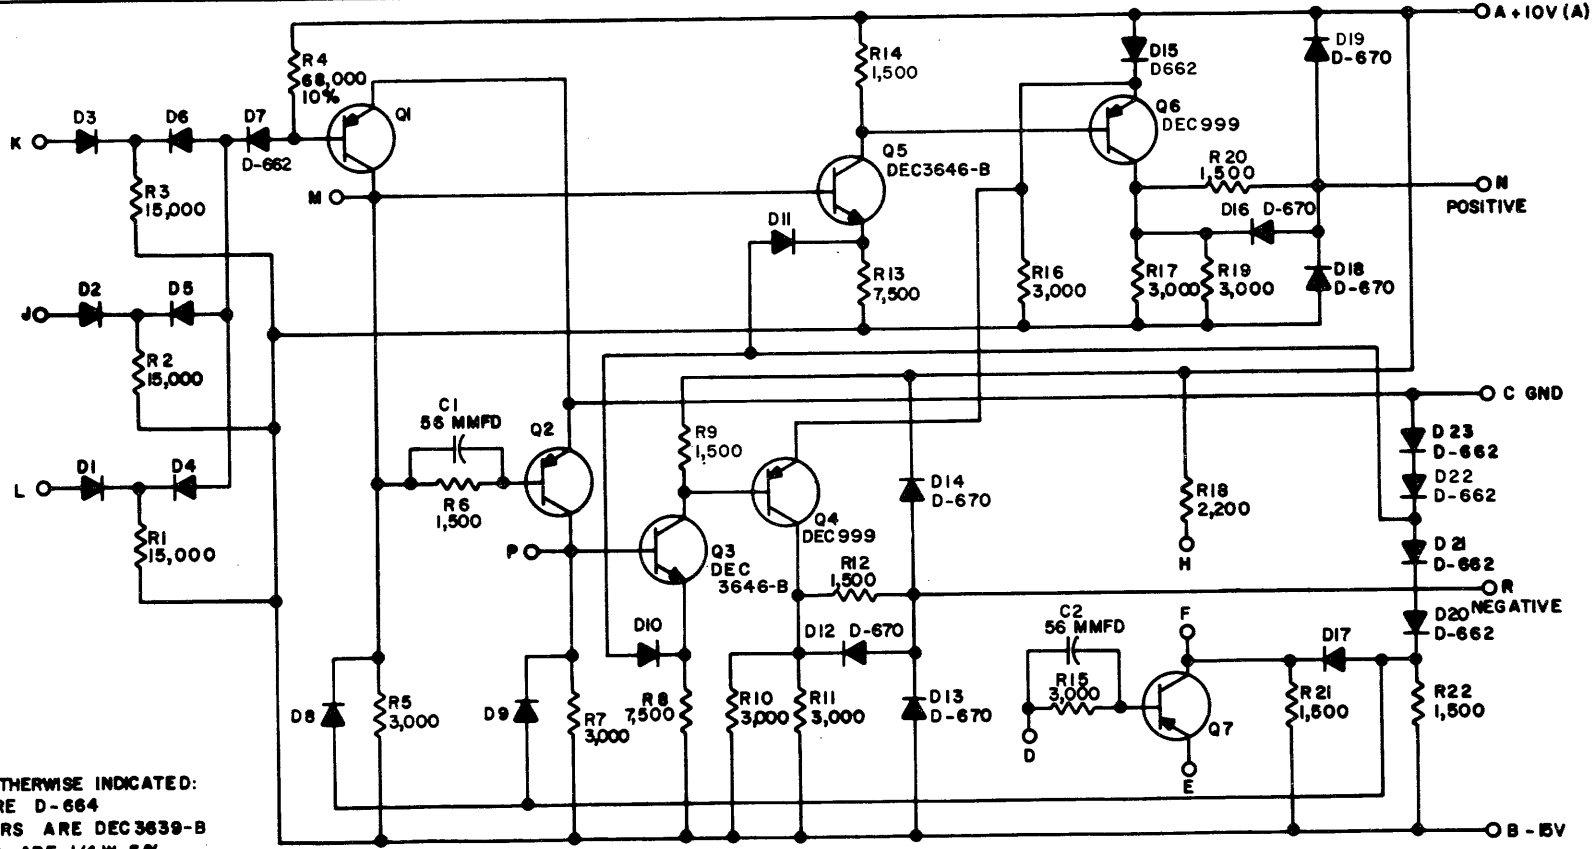 A +10V (A)
R4
68,000
10%
R14
1,500
D15
D662
D19
D-670
D3
D6
D7
D-662
Q1
Q6
DEC999
K
Q5
DEC3646-B
R20
1,500
N
POSITIVE
R3
15,000
M
D11
D16 D-670
R13
7,500
R16
3,000
R17
3,000
R19
3,000
D18
D-670
D2
D5
J
R2
15,000
C1
56 MMFD
Q2
R9
1,500
C GND
D23
D-662
D22
D-662
D1
D4
L
R6
1,500
D14
D-670
R18
2,200
R1
15,000
P
Q3
DEC
3646-B
Q4
DEC999
H
D21
D-662
R12
1,500
R
NEGATIVE
D10
D12 D-670
C2
56 MMFD
F
D17
D20
D-662
D8
R5
3,000
D9
R7
3,000
R8
7,500
R10
3,000
R11
3,000
D13
D-670
R15
3,000
D
Q7
E
R21
1,500
R22
1,500
THERWISE INDICATED:
RE D-664
RS ARE DEC3639-B
B -15V